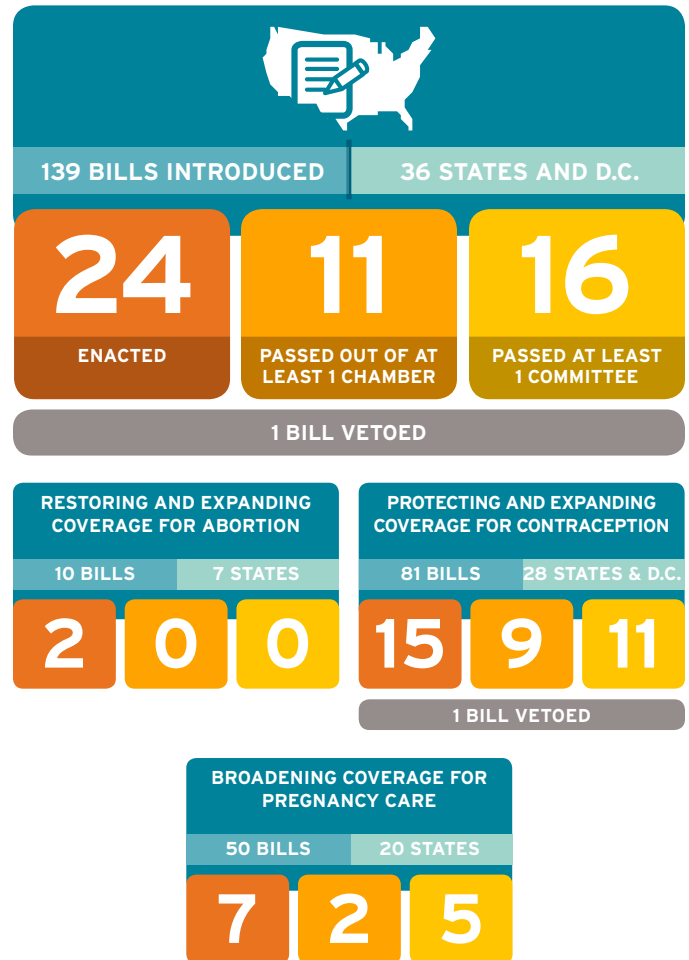 139 BILLS INTRODUCED
36 STATES AND D.C.
24
ENACTED
11
PASSED OUT OF AT
LEAST 1 CHAMBER
16
PASSED AT LEAST
1 COMMITTEE
1 BILL VETOED
RESTORING AND EXPANDING
COVERAGE FOR ABORTION
10 BILLS
7 STATES
2
0
0
PROTECTING AND EXPANDING
COVERAGE FOR CONTRACEPTION
81 BILLS
28 STATES & D.C.
15
9
11
1 BILL VETOED
BROADENING COVERAGE FOR
PREGNANCY CARE
50 BILLS
20 STATES
7
2
5